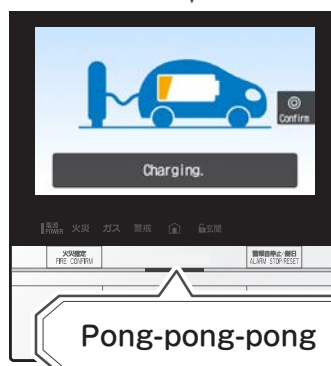 Confirm
Charging.
電源
POWER 火災 ガス 警戒 玄関
火災確定
FIRE CONFIRM
警報音停止/復旧
ALARM STOP·RESET
Pong-pong-pong